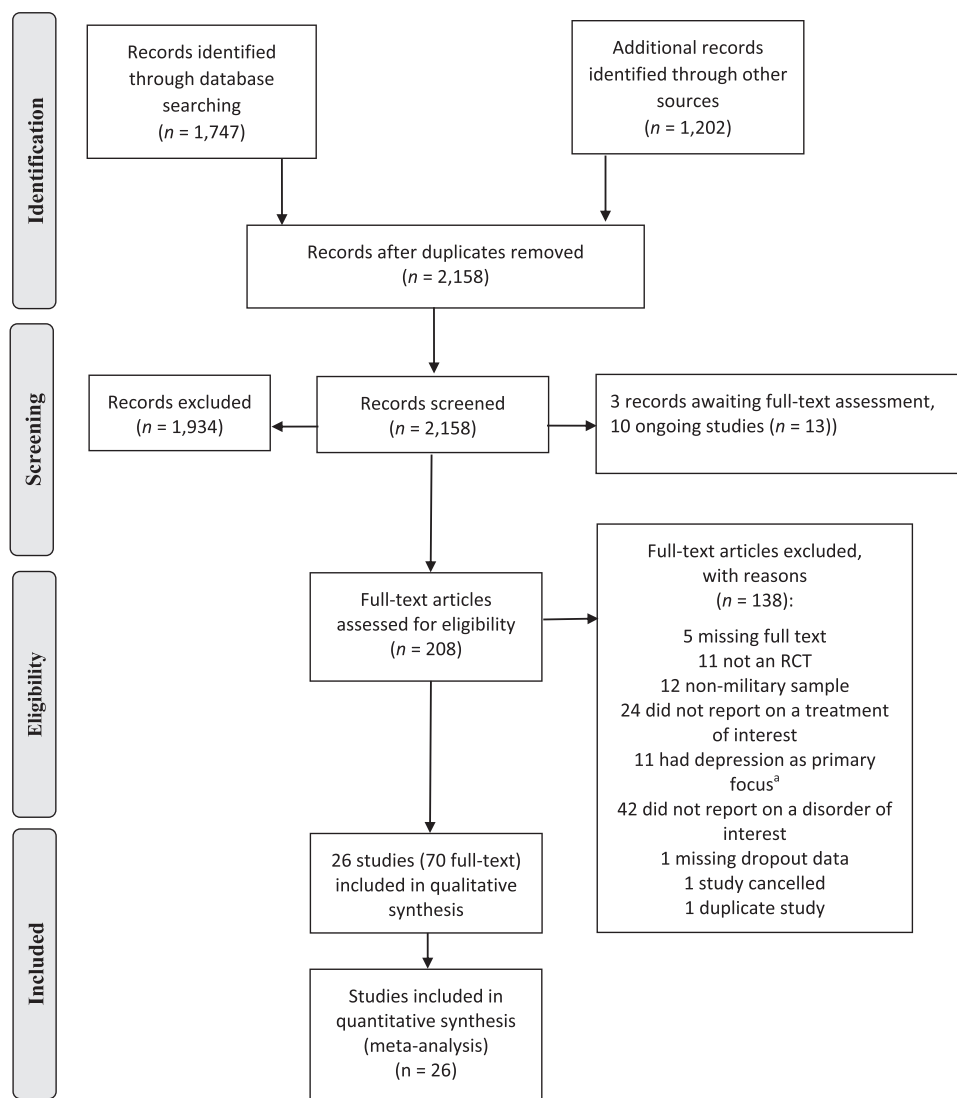 Identification
Records identified
through database
searching
(n = 1,747)
Additional records
identified through other
sources
(n = 1,202)
Records after duplicates removed
(n = 2,158)
Screening
Records excluded
(n = 1,934)
Records screened
(n = 2,158)
3 records awaiting full-text assessment,
10 ongoing studies (n = 13))
Eligibility
Full-text articles
assessed for eligibility
(n = 208)
Full-text articles excluded,
with reasons
(n = 138):
5 missing full text
11 not an RCT
12 non-military sample
24 did not report on a treatment
of interest
11 had depression as primary
focusᵃ
42 did not report on a disorder of
interest
1 missing dropout data
1 study cancelled
1 duplicate study
Included
26 studies (70 full-text)
included in qualitative
synthesis
Studies included in
quantitative synthesis
(meta-analysis)
(n = 26)